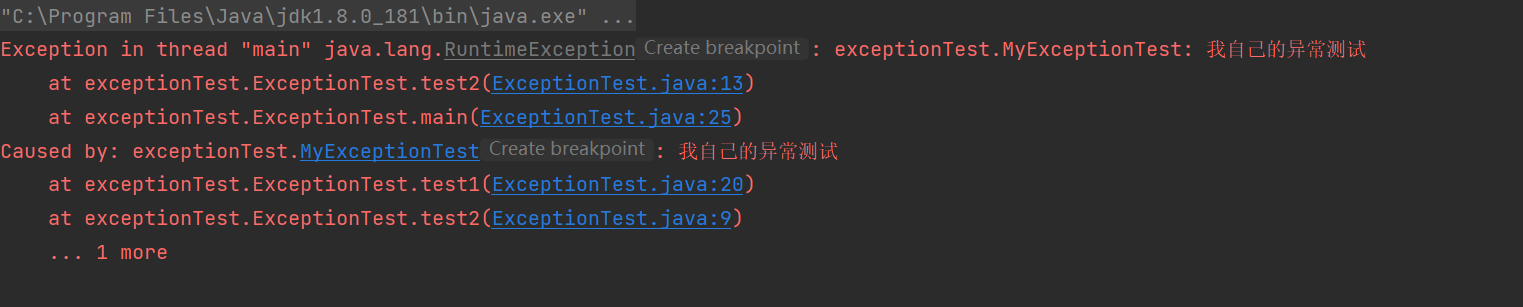 "C:\Program Files\Java\jdk1.8.0_181\bin\java.exe" ...
Exception in thread "main" java.lang.RuntimeException Create breakpoint : exceptionTest.MyExceptionTest: 我自己的异常测试
    at exceptionTest.ExceptionTest.test2(ExceptionTest.java:13)
    at exceptionTest.ExceptionTest.main(ExceptionTest.java:25)
Caused by: exceptionTest.MyExceptionTest Create breakpoint : 我自己的异常测试
    at exceptionTest.ExceptionTest.test1(ExceptionTest.java:20)
    at exceptionTest.ExceptionTest.test2(ExceptionTest.java:9)
    ... 1 more